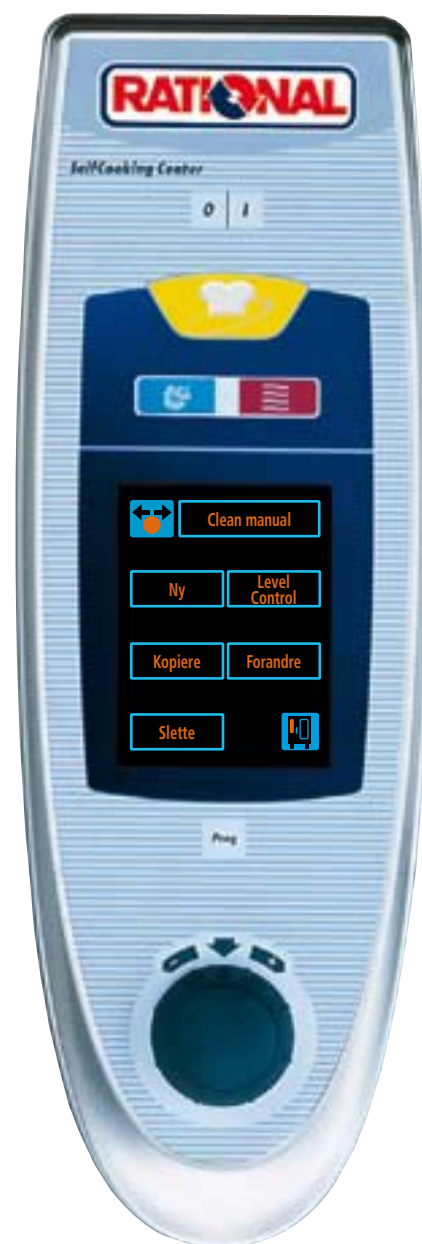 RATIONAL
SelfCooking Center
0 | I
Clean manual
Ny
Level
Control
Kopiere
Forandre
Slette
Prog
- +